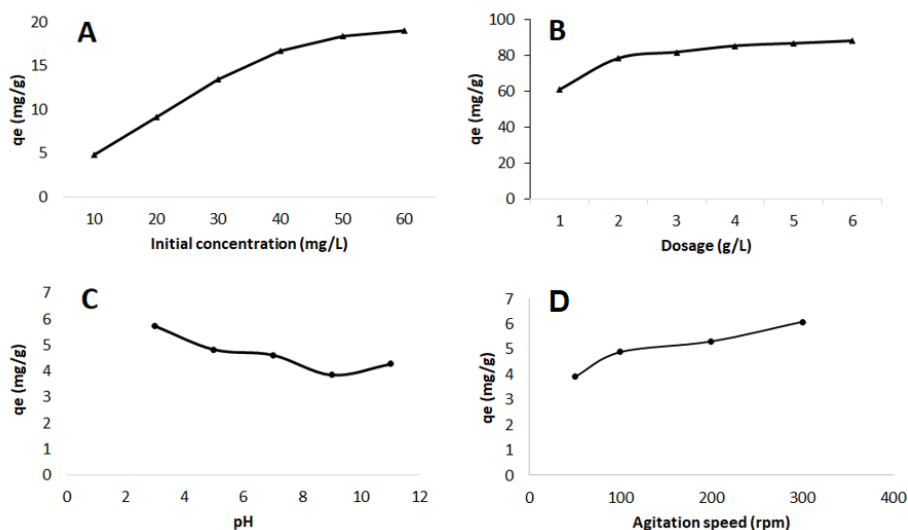 A
qe (mg/g)
20
15
10
5
0
10 20 30 40 50 60
Initial concentration (mg/L)
B
qe (mg/g)
100
80
60
40
20
0
1 2 3 4 5 6
Dosage (g/L)
C
qe (mg/g)
7
6
5
4
3
2
1
0
0 2 4 6 8 10 12
pH
D
qe (mg/g)
7
6
5
4
3
2
1
0
0 100 200 300 400
Agitation speed (rpm)